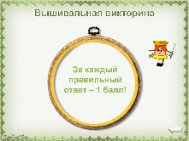 Вышивальная викторина
За каждый
правильный
ответ – 1 балл!